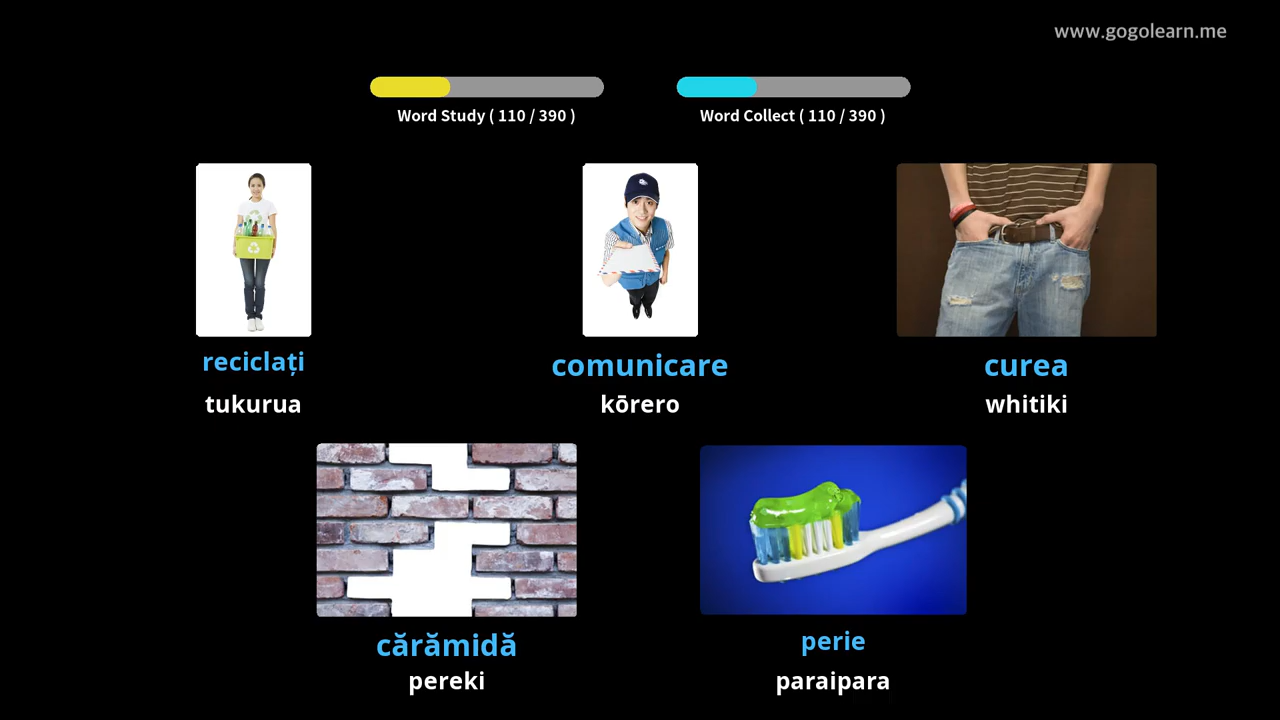 www.gogolearn.me
Word Study ( 110 / 390 )
Word Collect ( 110 / 390 )
reciclați
comunicare
curea
tukurua
kōrero
whitiki
cărămidă
perie
pereki
paraipara